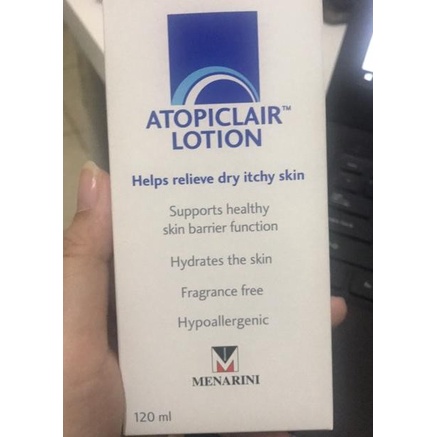 ATOPICLAIR™
LOTION
Helps relieve dry itchy skin
Supports healthy
skin barrier function
Hydrates the skin
Fragrance free
Hypoallergenic
MENARINI
120 ml